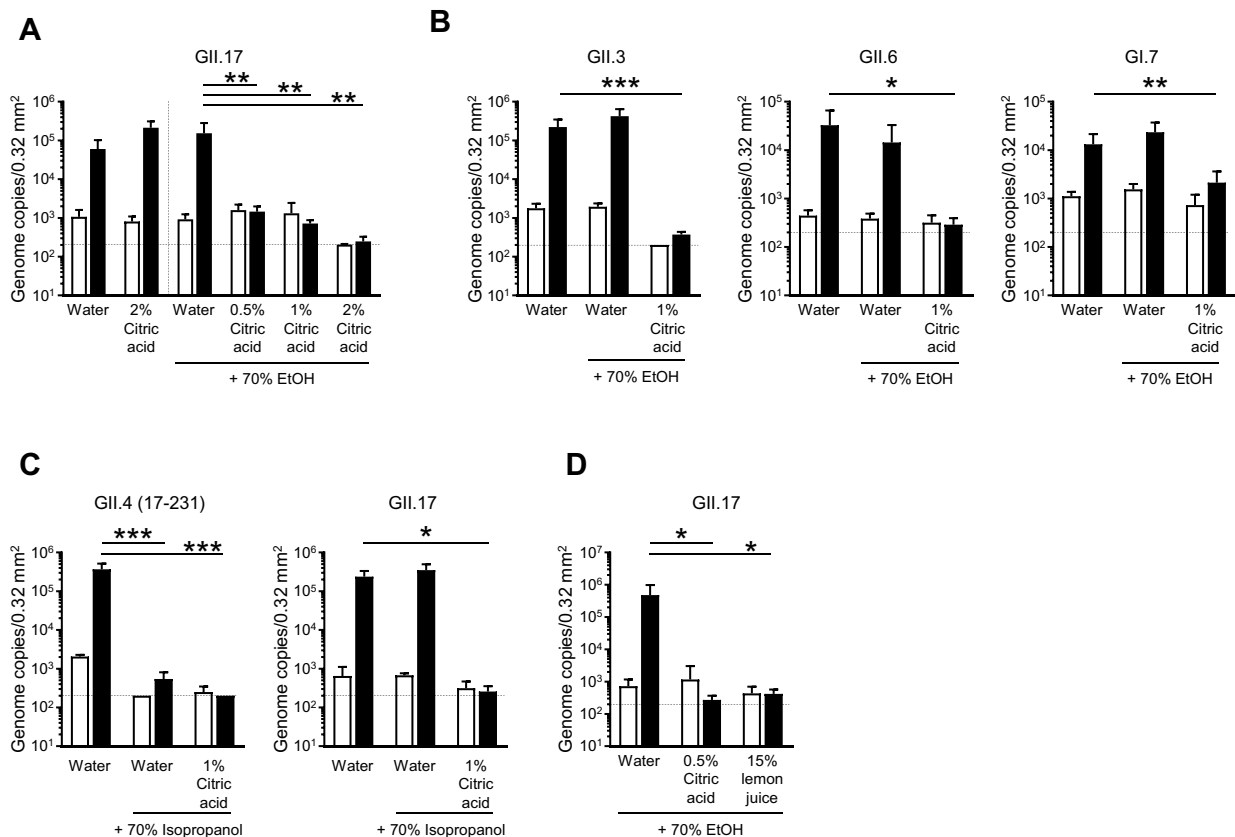 A
GII.17
**
**
**
Genome copies/0.32 mm²
10⁶
10⁵
10⁴
10³
10²
10¹
Water
2% Citric acid
Water
0.5% Citric acid
1% Citric acid
2% Citric acid
+ 70% EtOH
B
GII.3
***
Genome copies/0.32 mm²
10⁶
10⁵
10⁴
10³
10²
10¹
Water
Water
1% Citric acid
+ 70% EtOH
GII.6
*
Genome copies/0.32 mm²
10⁵
10⁴
10³
10²
10¹
Water
Water
1% Citric acid
+ 70% EtOH
GI.7
**
Genome copies/0.32 mm²
10⁵
10⁴
10³
10²
10¹
Water
Water
1% Citric acid
+ 70% EtOH
C
GII.4 (17-231)
***
***
Genome copies/0.32 mm²
10⁶
10⁵
10⁴
10³
10²
10¹
Water
Water
1% Citric acid
+ 70% Isopropanol
GII.17
*
Genome copies/0.32 mm²
10⁶
10⁵
10⁴
10³
10²
10¹
Water
Water
1% Citric acid
+ 70% Isopropanol
D
GII.17
*
*
Genome copies/0.32 mm²
10⁷
10⁶
10⁵
10⁴
10³
10²
10¹
Water
0.5% Citric acid
15% lemon juice
+ 70% EtOH